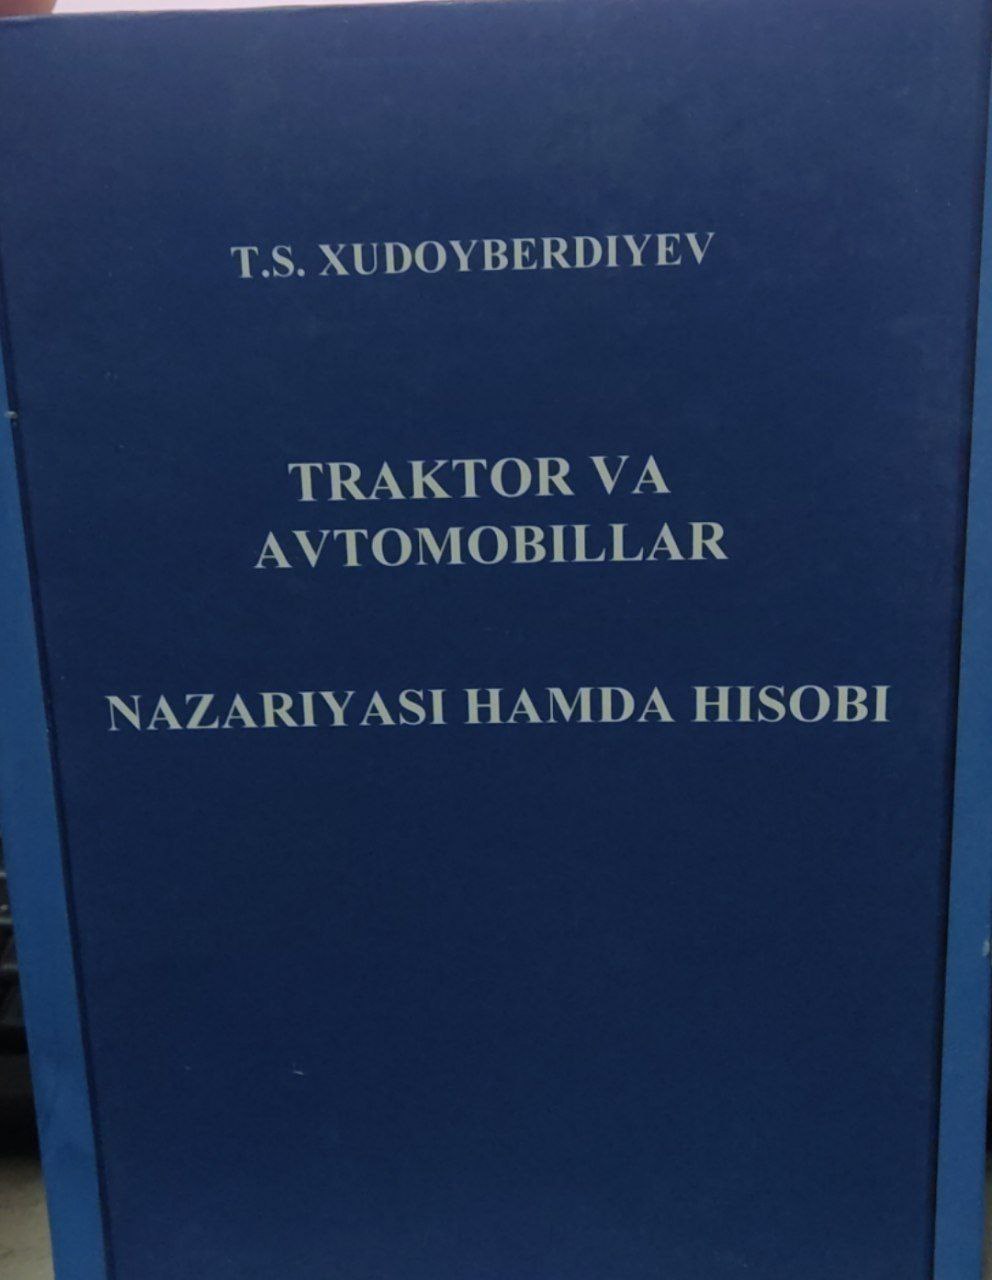 T.S. XUDOYBERDIYEV
TRAKTOR VA
AVTOMOBILLAR
NAZARIYASI HAMDA HISOBI